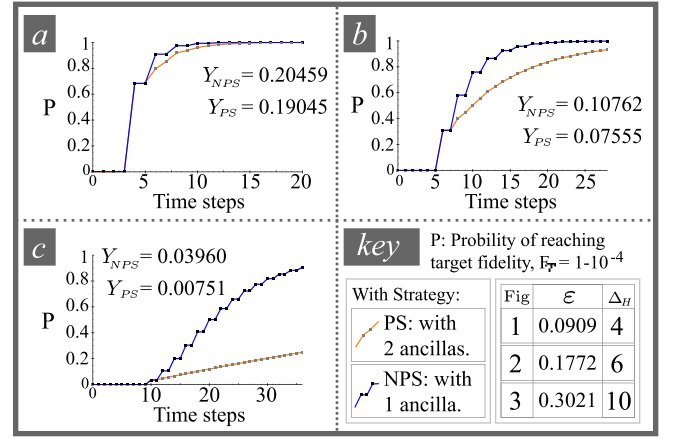 a
1
0.8
0.6
0.4
0.2
0
P
Y_NPS = 0.20459
Y_PS = 0.19045
0 5 10 15 20
Time steps
b
1
0.8
0.6
0.4
0.2
0
P
Y_NPS = 0.10762
Y_PS = 0.07555
0 5 10 15 20 25
Time steps
c
1
0.8
0.6
0.4
0.2
0
P
Y_NPS = 0.03960
Y_PS = 0.00751
0 10 20 30
Time steps
key
P: Probility of reaching
target fidelity, F_T = 1-10^-4
With Strategy:
PS: with
2 ancillas.
NPS: with
1 ancilla.
Fig ε Δ_H
1 0.0909 4
2 0.1772 6
3 0.3021 10